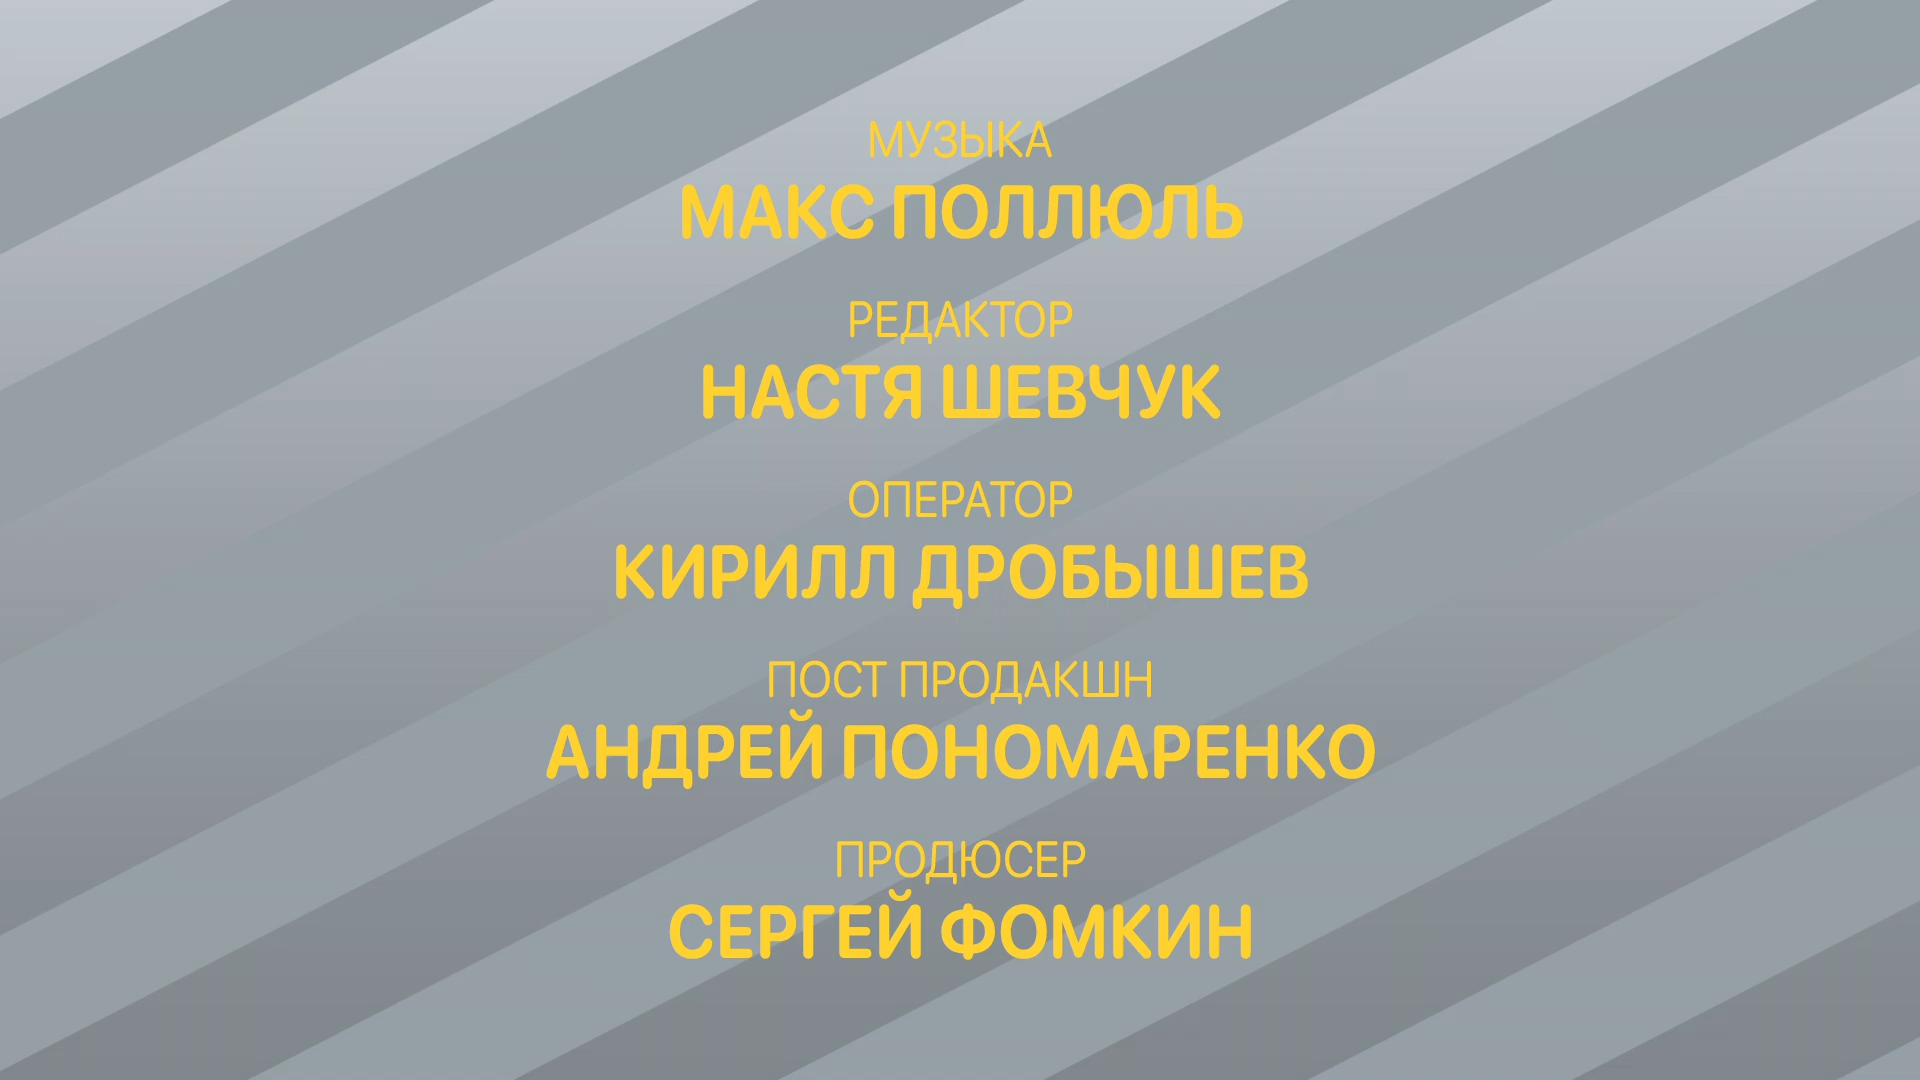 МУЗЫКА
МАКС ПОЛЛЮЛЬ
РЕДАКТОР
НАСТЯ ШЕВЧУК
ОПЕРАТОР
КИРИЛЛ ДРОБЫШЕВ
ПОСТ ПРОДАКШН
АНДРЕЙ ПОНОМАРЕНКО
ПРОДЮСЕР
СЕРГЕЙ ФОМКИН